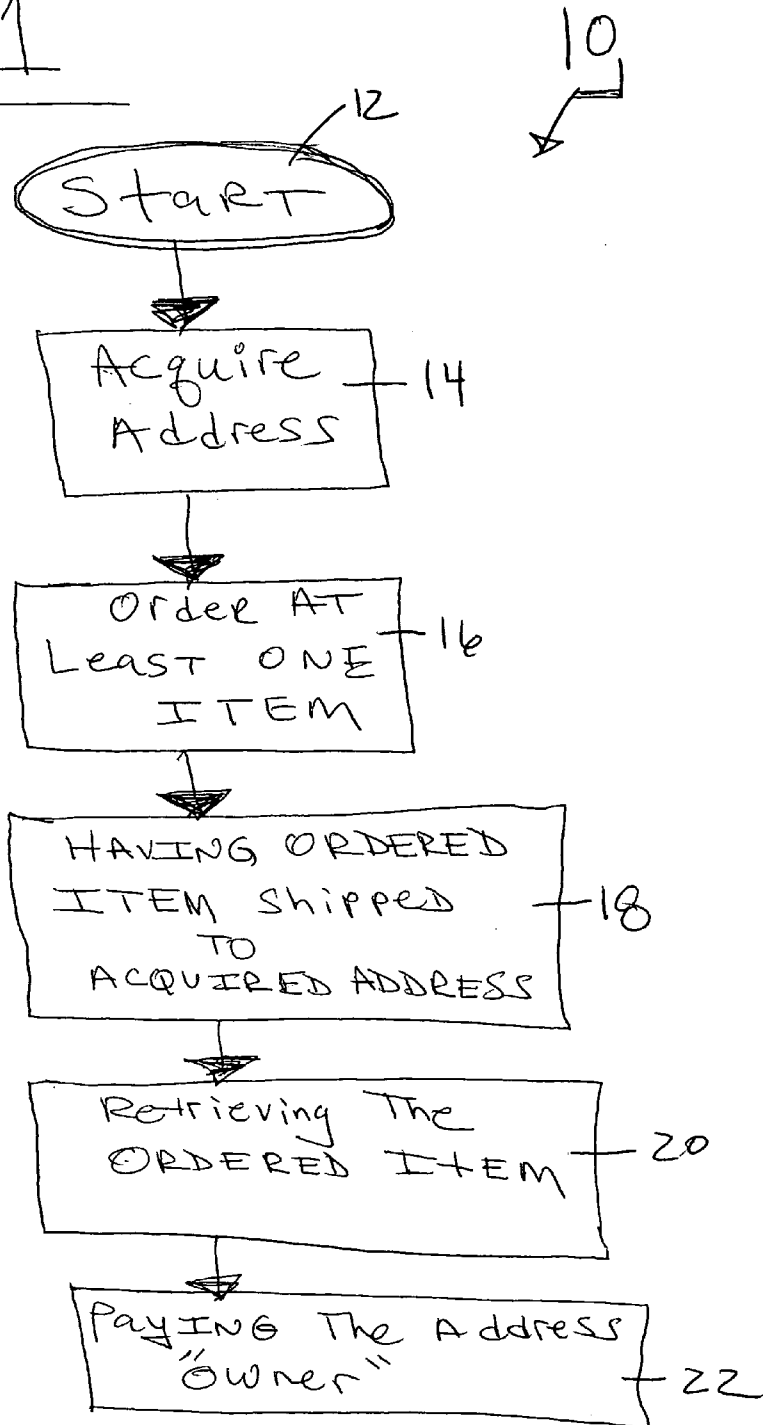 1
10
12
Start
Acquire
Address
14
Order AT
Least ONE
ITEM
16
HAVING ORDERED
ITEM Shipped
TO
ACQUIRED ADDRESS
18
Retrieving The
ORDERED ItEM
20
PayING The Address
"Owner"
22